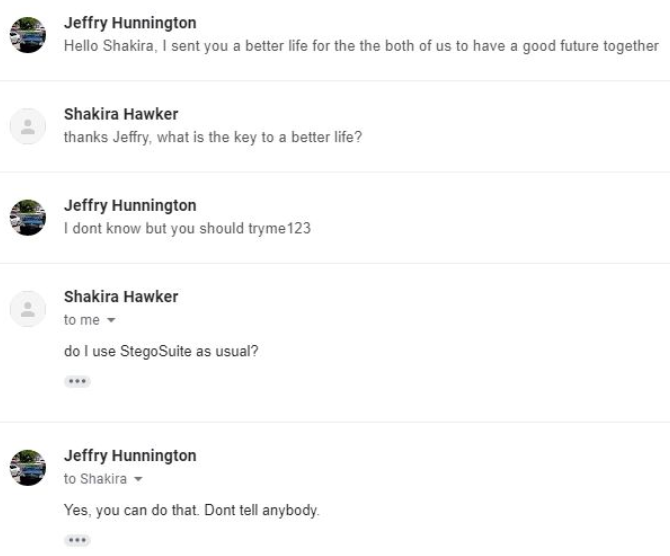 Jeffry Hunnington
Hello Shakira, I sent you a better life for the the both of us to have a good future together
Shakira Hawker
thanks Jeffry, what is the key to a better life?
Jeffry Hunnington
I dont know but you should tryme123
Shakira Hawker
to me
do I use StegoSuite as usual?
Jeffry Hunnington
to Shakira
Yes, you can do that. Dont tell anybody.